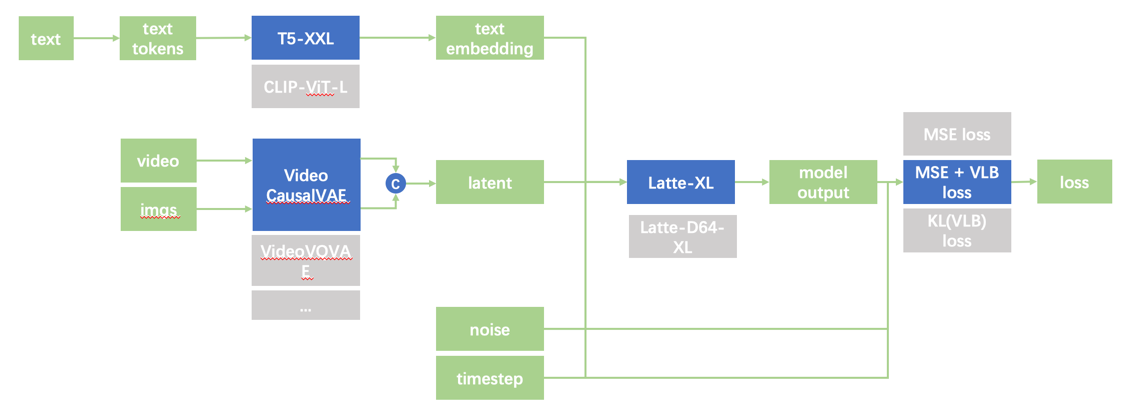 text
text
tokens
T5-XXL
text
embedding
CLIP-ViT-L
video
imgs
Video
CausalVAE
C
latent
VideoVQVA
E
...
Latte-XL
Latte-D64-
XL
model
output
MSE loss
MSE + VLB
loss
KL(VLB)
loss
loss
noise
timestep